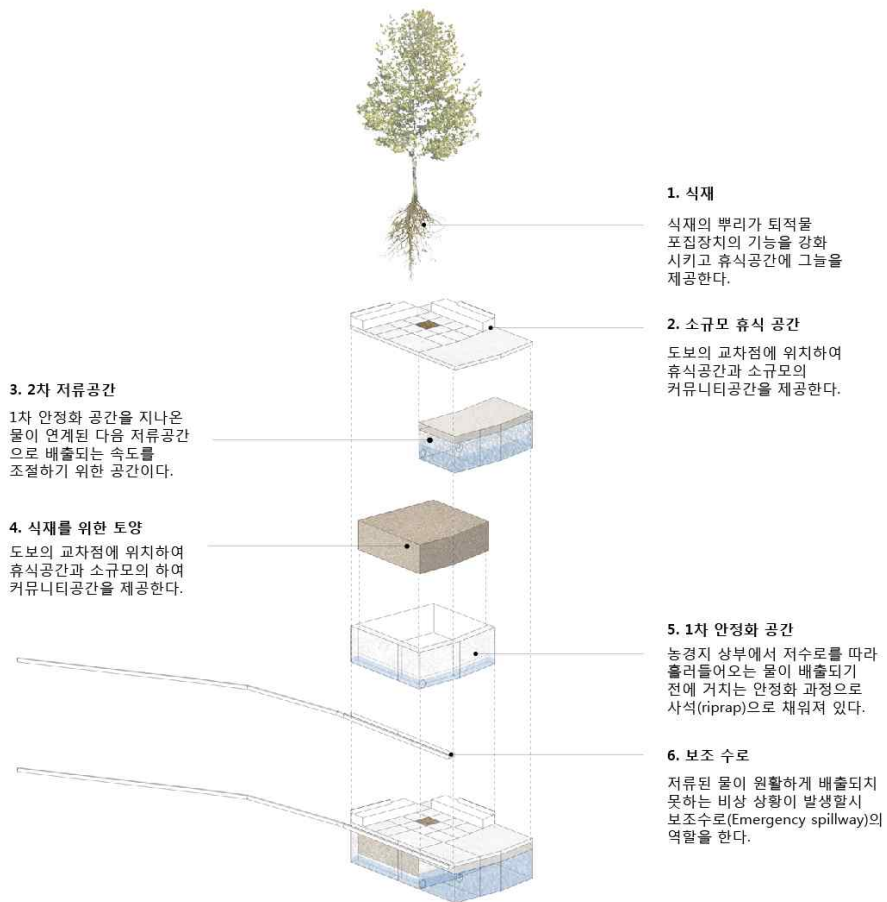 1. 식재
식재의 뿌리가 퇴적물
포집장치의 기능을 강화
시키고 휴식공간에 그늘을
제공한다.
2. 소규모 휴식 공간
도보의 교차점에 위치하여
휴식공간과 소규모의
커뮤니티공간을 제공한다.
3. 2차 저류공간
1차 안정화 공간을 지나온
물이 연계된 다음 저류공간
으로 배출되는 속도를
조절하기 위한 공간이다.
4. 식재를 위한 토양
도보의 교차점에 위치하여
휴식공간과 소규모의 하여
커뮤니티공간을 제공한다.
5. 1차 안정화 공간
농경지 상부에서 저수로를 따라
흘러들어오는 물이 배출되기
전에 거치는 안정화 과정으로
사석(riprap)으로 채워져 있다.
6. 보조 수로
저류된 물이 원활하게 배출되치
못하는 비상 상황이 발생할시
보조수로(Emergency spillway)의
역할을 한다.